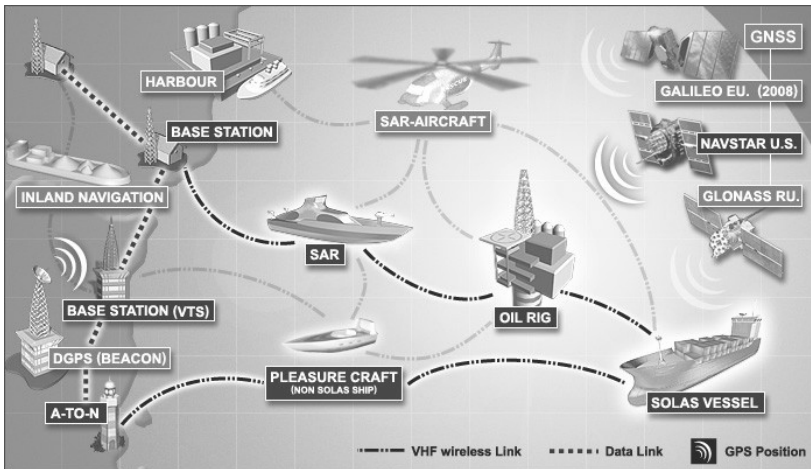 GNSS
HARBOUR
GALILEO EU. (2008)
SAR-AIRCRAFT
BASE STATION
NAVSTAR U.S.
INLAND NAVIGATION
GLONASS RU.
SAR
BASE STATION (VTS)
OIL RIG
DGPS (BEACON)
PLEASURE CRAFT
(NON SOLAS SHIP)
SOLAS VESSEL
A-TO-N
VHF wireless Link
Data Link
GPS Position